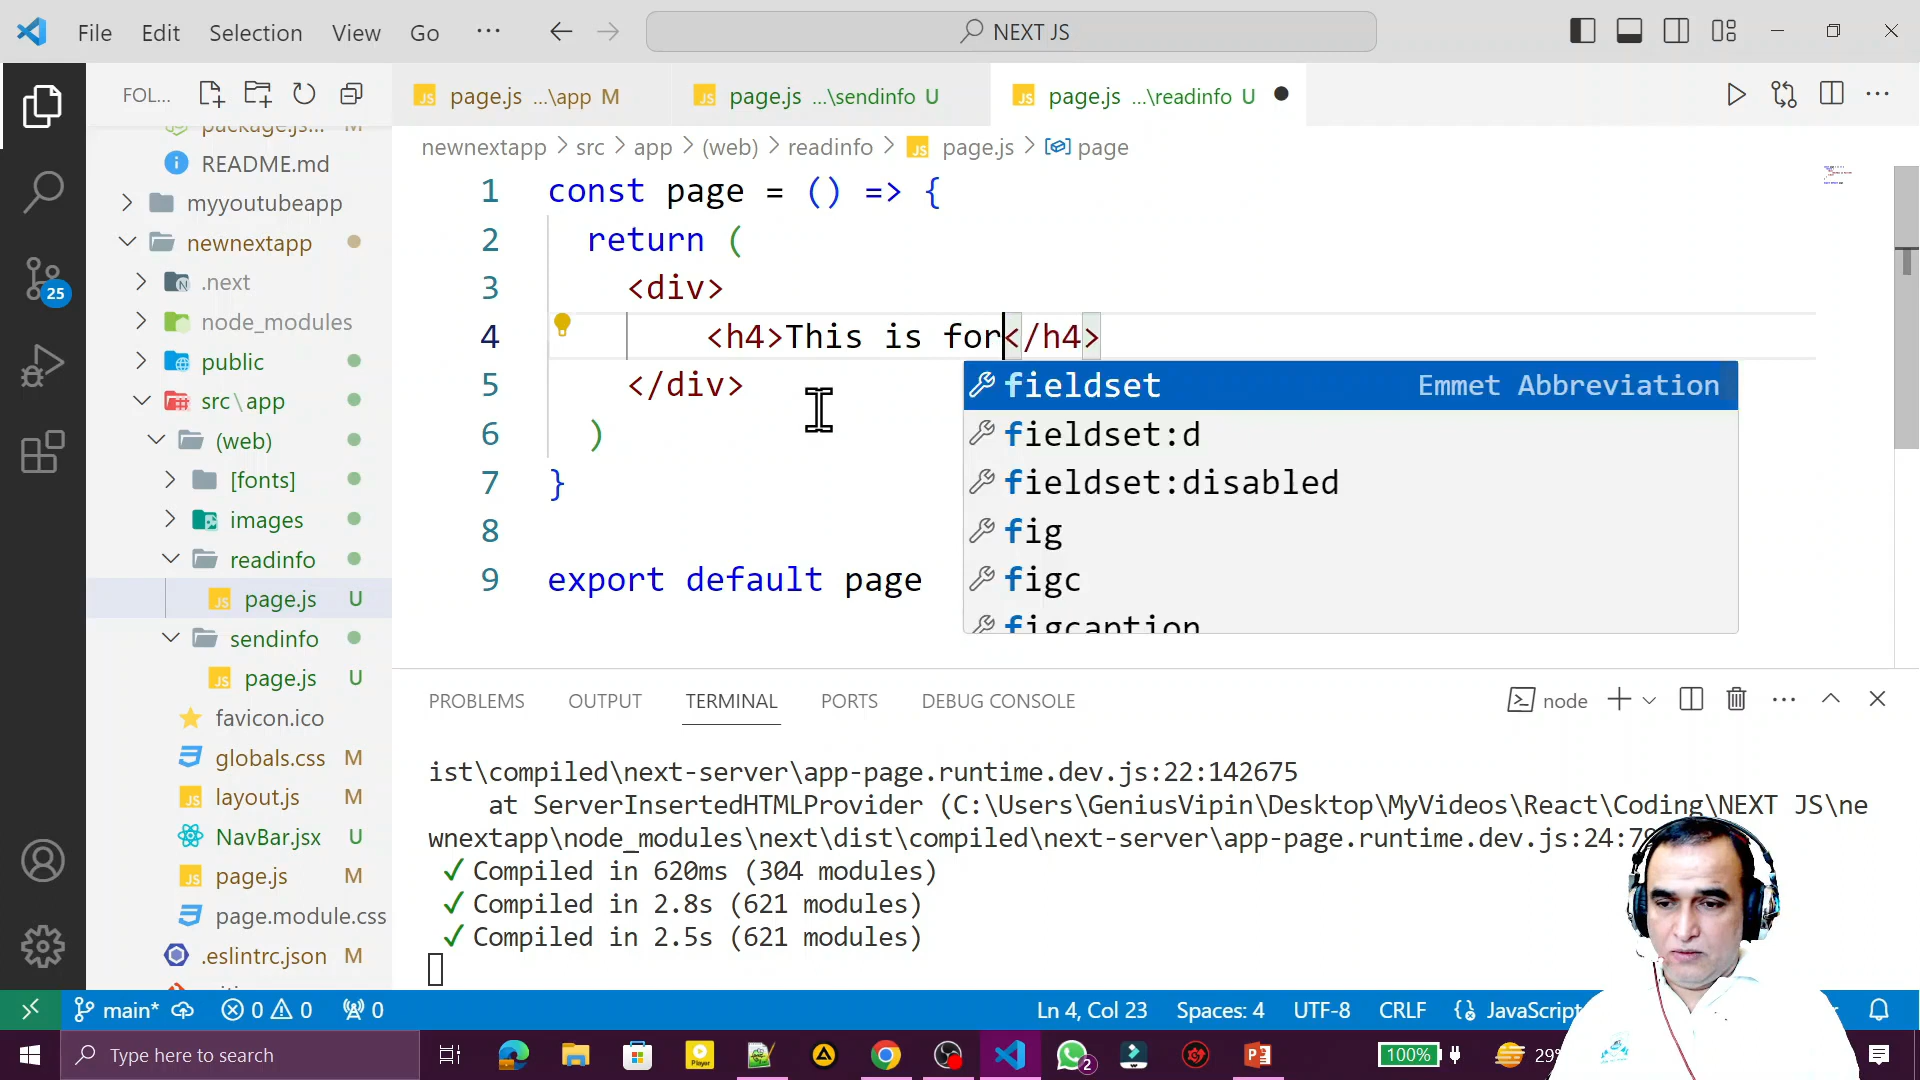 File Edit Selection View Go ··· NEXT JS
FOL...
page.js ...\app M
page.js ...\sendinfo U
page.js ...\readinfo U
newnextapp > src > app > (web) > readinfo > page.js > page
package.js... M
README.md
myyoutubeapp
newnextapp
.next
node_modules
public
src\app
(web)
[fonts]
images
readinfo
page.js U
sendinfo
page.js U
favicon.ico
globals.css M
layout.js M
NavBar.jsx U
page.js M
page.module.css
.eslintrc.json M
25
1 const page = () => {
2 return (
3 <div>
4 <h4>This is for</h4>
5 </div>
6 )
7 }
8
9 export default page
fieldset Emmet Abbreviation
fieldset:d
fieldset:disabled
fig
figc
figcaption
PROBLEMS OUTPUT TERMINAL PORTS DEBUG CONSOLE
node
ist\compiled\next-server\app-page.runtime.dev.js:22:142675
at ServerInsertedHTMLProvider (C:\Users\GeniusVipin\Desktop\MyVideos\React\Coding\NEXT JS\ne
wnextapp\node_modules\next\dist\compiled\next-server\app-page.runtime.dev.js:24:
✓ Compiled in 620ms (304 modules)
✓ Compiled in 2.8s (621 modules)
✓ Compiled in 2.5s (621 modules)
main* 0 0 0
Ln 4, Col 23 Spaces: 4 UTF-8 CRLF {} JavaScript
Type here to search
Player
2
100%
29°